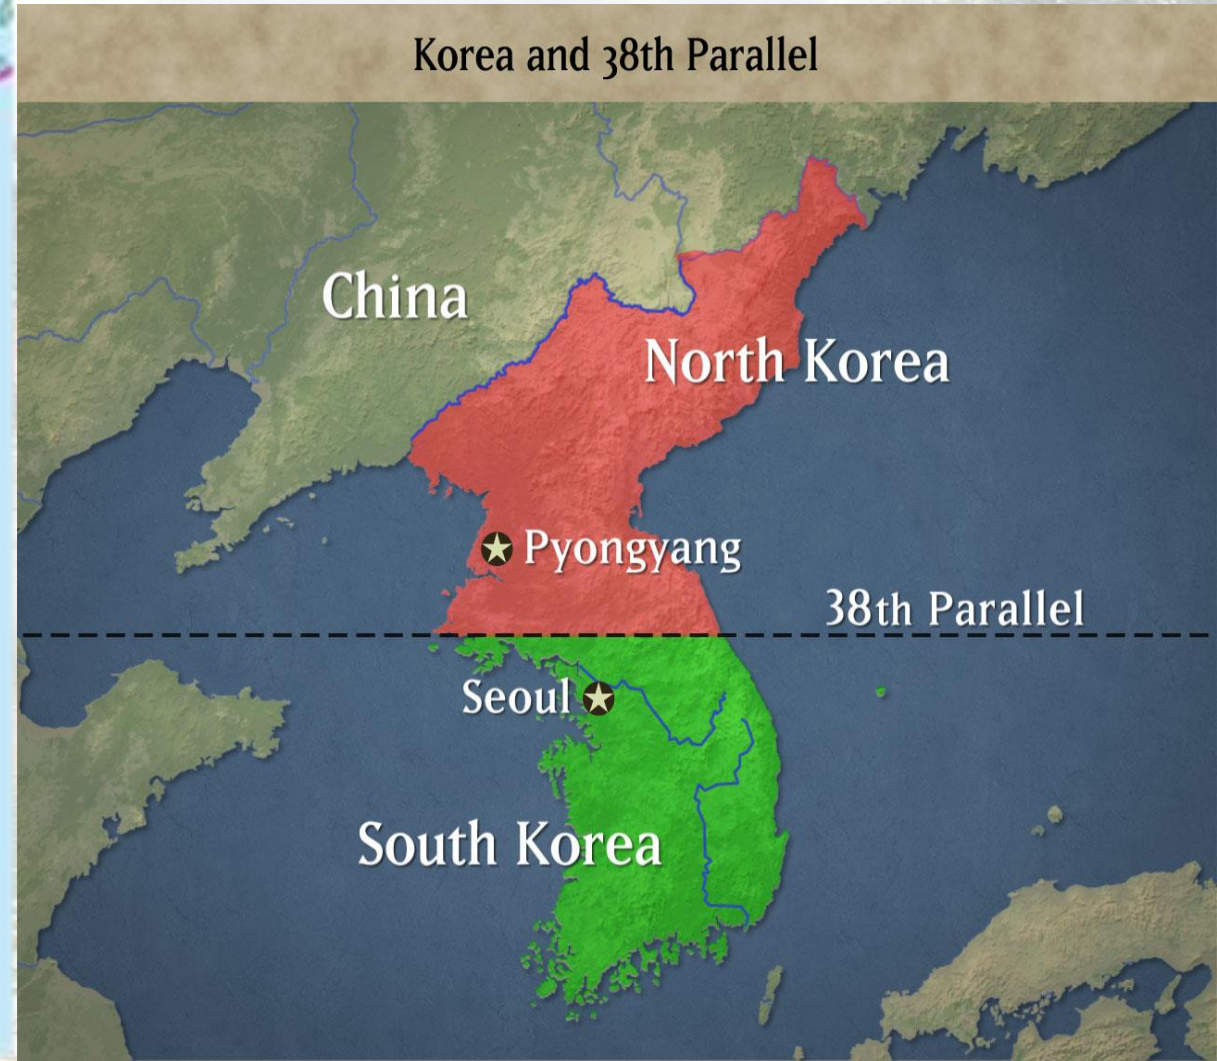 Korea and 38th Parallel
China
North Korea
Pyongyang
38th Parallel
Seoul
South Korea